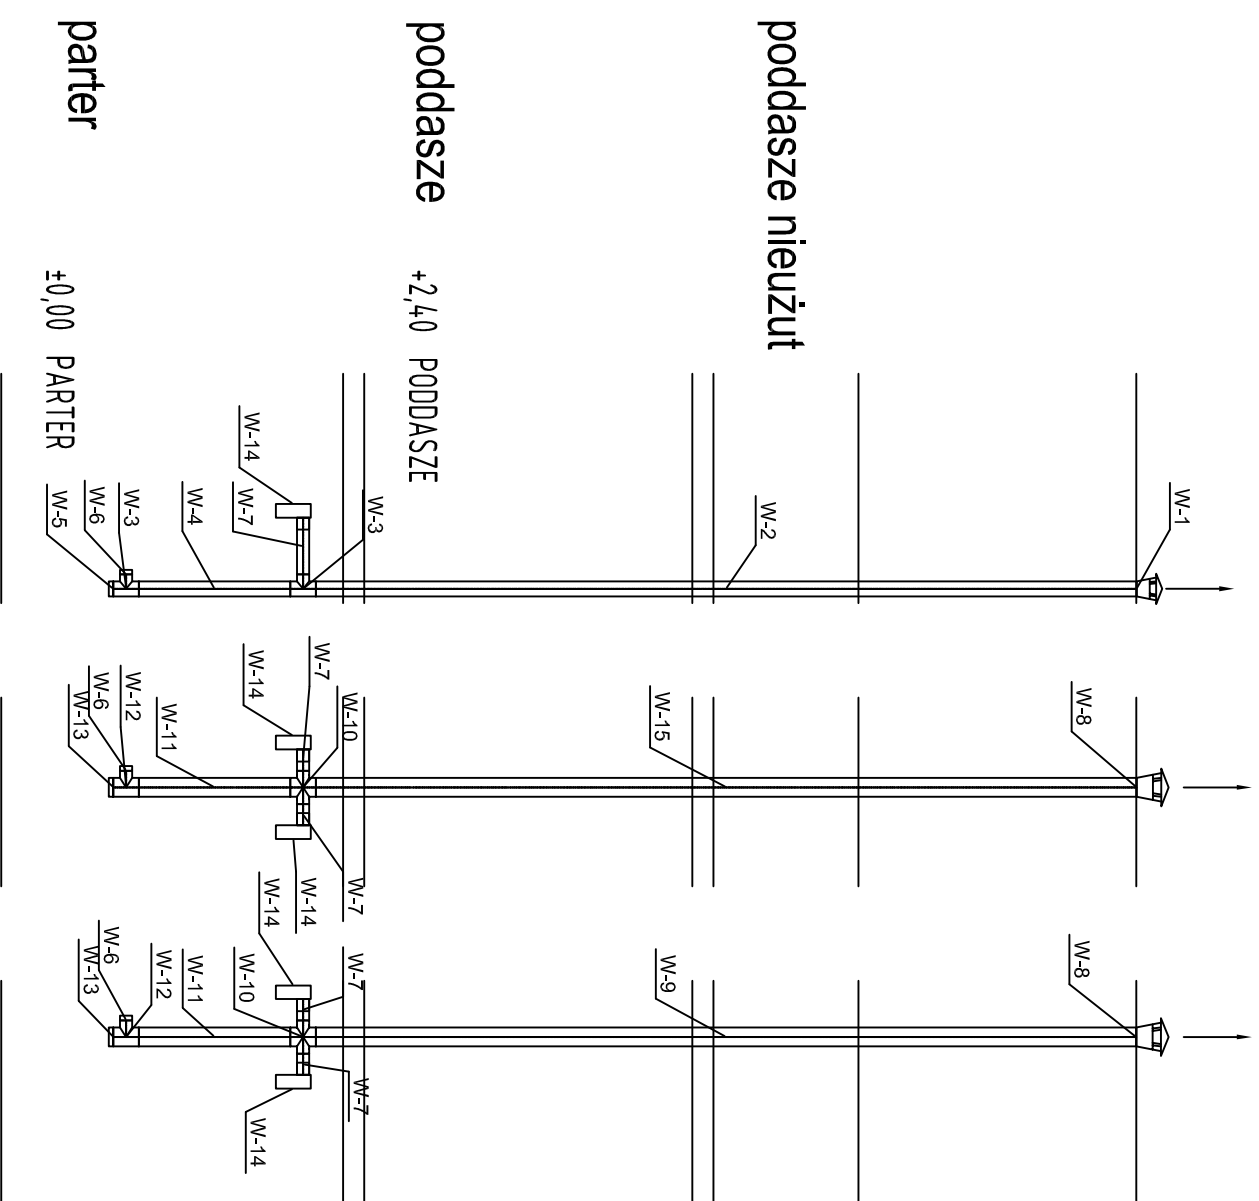 poddasze nieużut
poddasze
parter
+2,40 PODDASZE
±0,00 PARTER
W-1
W-2
W-3
W-14
W-7
W-4
W-3
W-6
W-5
W-8
W-15
W-10
W-7
W-14
W-11
W-12
W-6
W-13
W-7
W-14
W-8
W-9
W-7
W-14
W-10
W-11
W-12
W-6
W-13
W-7
W-14